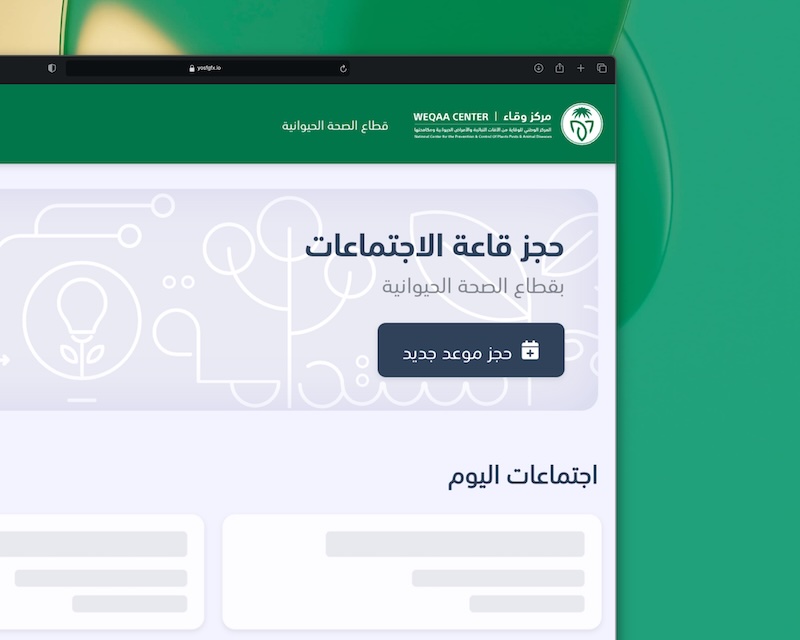 yosfgfx.io
مركز وقاء | WEQAA CENTER
المركز الوطني للوقاية من الآفات النباتية والأمراض الحيوانية ومكافحتها
National Center for the Prevention & Control Of Plants Pests & Animal Diseases
قطاع الصحة الحيوانية
حجز قاعة الاجتماعات
بقطاع الصحة الحيوانية
حجز موعد جديد
اجتماعات اليوم